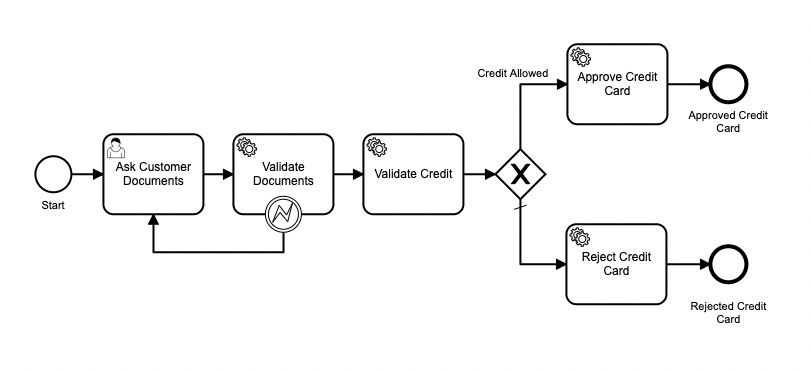 Credit Allowed
Approve Credit
Card
Approved Credit
Card
Start
Ask Customer
Documents
Validate
Documents
Validate Credit
X
Reject Credit
Card
Rejected Credit
Card